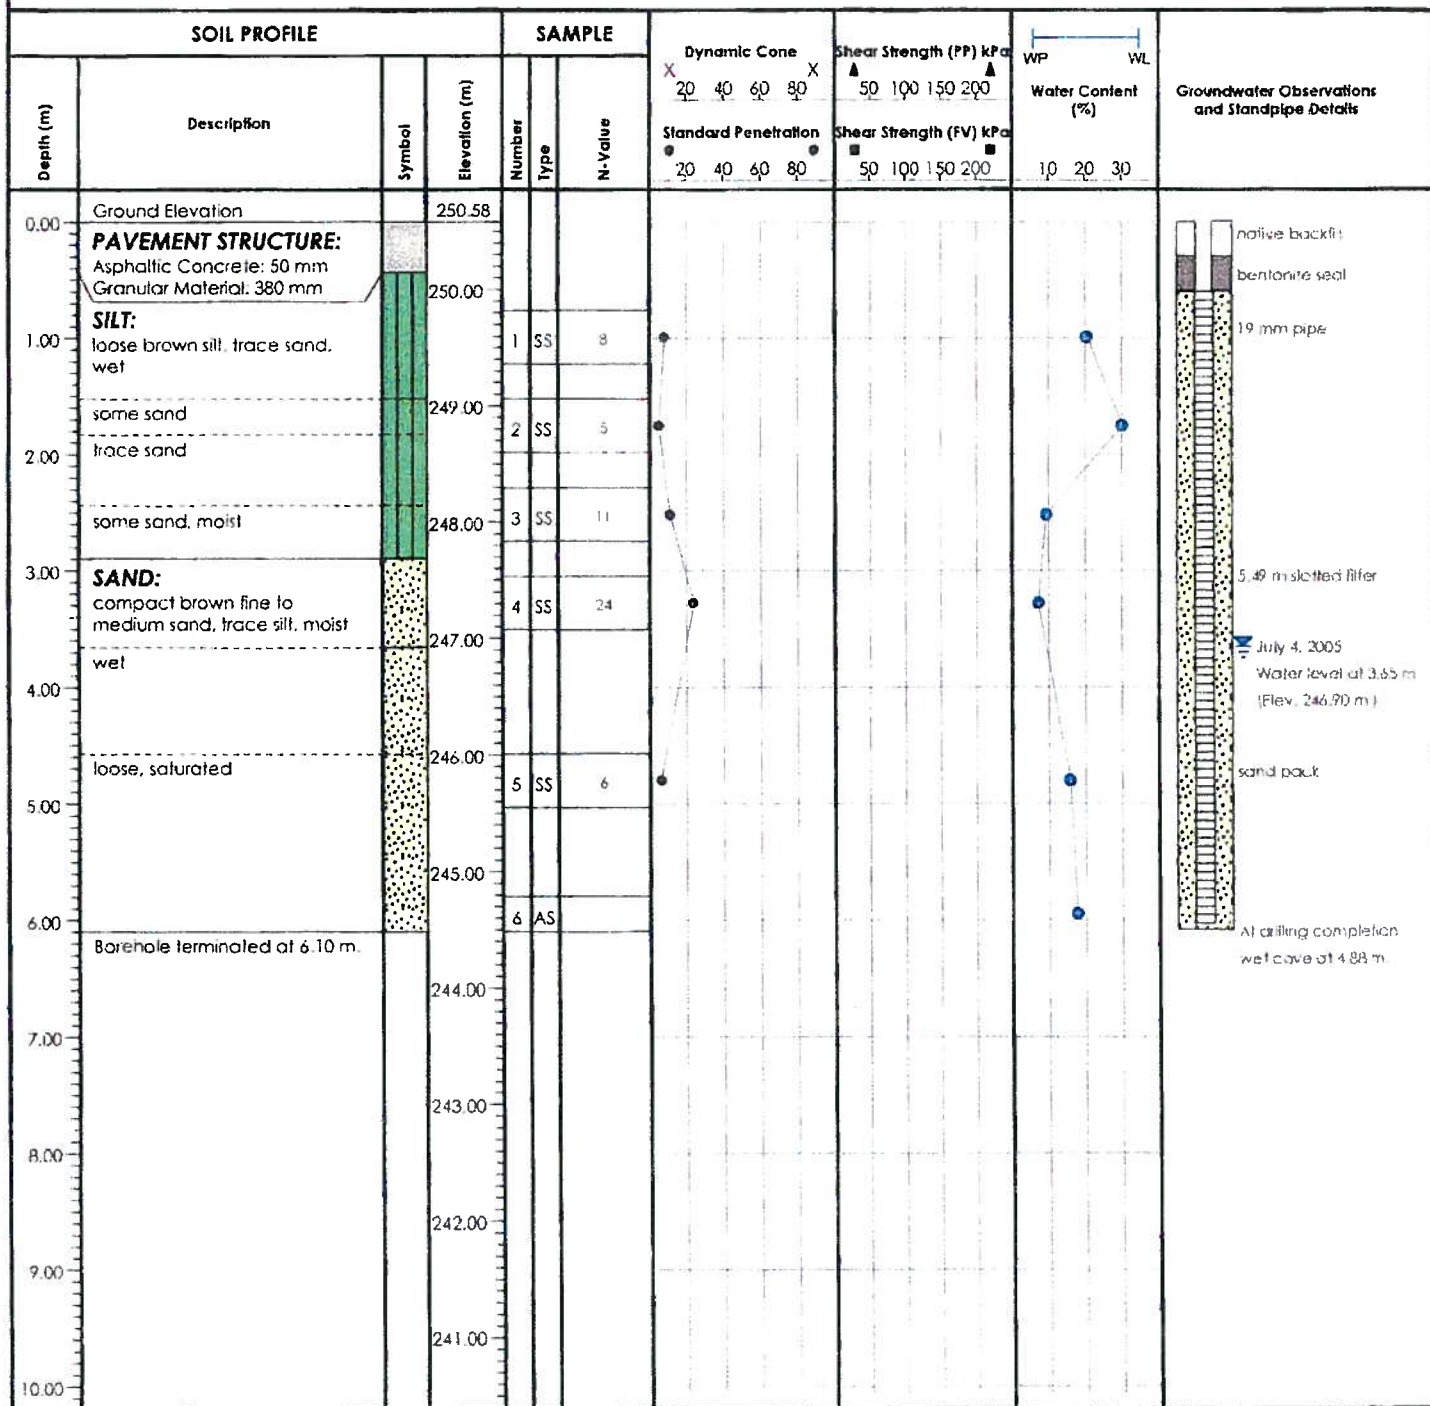 SOIL PROFILE
SAMPLE
Depth (m)
Description
Symbol
Elevation (m)
Number
Type
N-Value
Dynamic Cone
X X
20 40 60 80
Standard Penetration
20 40 60 80
Shear Strength (PP) kPa
50 100 150 200
Shear Strength (FV) kPa
50 100 150 200
WP WL
Water Content
(%)
10 20 30
Groundwater Observations
and Standpipe Details
Ground Elevation 250.58
0.00
PAVEMENT STRUCTURE:
Asphaltic Concrete: 50 mm
Granular Material: 380 mm
250.00
native backfill
bentonite seal
SILT:
loose brown silt, trace sand,
wet
1.00
1 SS 8
19 mm pipe
some sand
249.00
2 SS 5
trace sand
2.00
some sand, moist
248.00
3 SS 11
3.00
SAND:
compact brown fine to
medium sand, trace silt, moist
4 SS 24
5.49 m slotted filter
247.00
wet
July 4, 2005
Water level at 3.65 m
(Elev. 246.90 m)
4.00
246.00
loose, saturated
5 SS 6
sand pack
5.00
245.00
6 AS
6.00
Borehole terminated at 6.10 m.
At drilling completion
wet cave at 4.88 m.
244.00
7.00
243.00
8.00
242.00
9.00
241.00
10.00